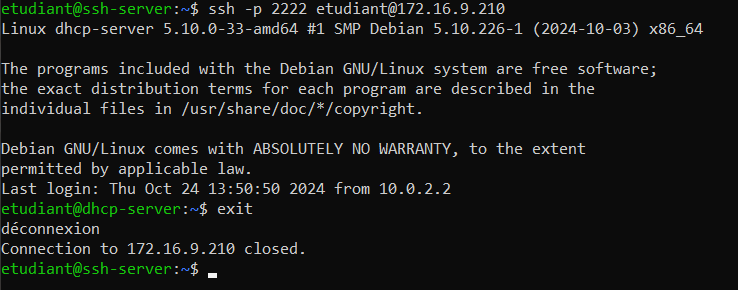 etudiant@ssh-server:~$ ssh -p 2222 etudiant@172.16.9.210
Linux dhcp-server 5.10.0-33-amd64 #1 SMP Debian 5.10.226-1 (2024-10-03) x86_64
The programs included with the Debian GNU/Linux system are free software;
the exact distribution terms for each program are described in the
individual files in /usr/share/doc/*/copyright.
Debian GNU/Linux comes with ABSOLUTELY NO WARRANTY, to the extent
permitted by applicable law.
Last login: Thu Oct 24 13:50:50 2024 from 10.0.2.2
etudiant@dhcp-server:~$ exit
déconnexion
Connection to 172.16.9.210 closed.
etudiant@ssh-server:~$